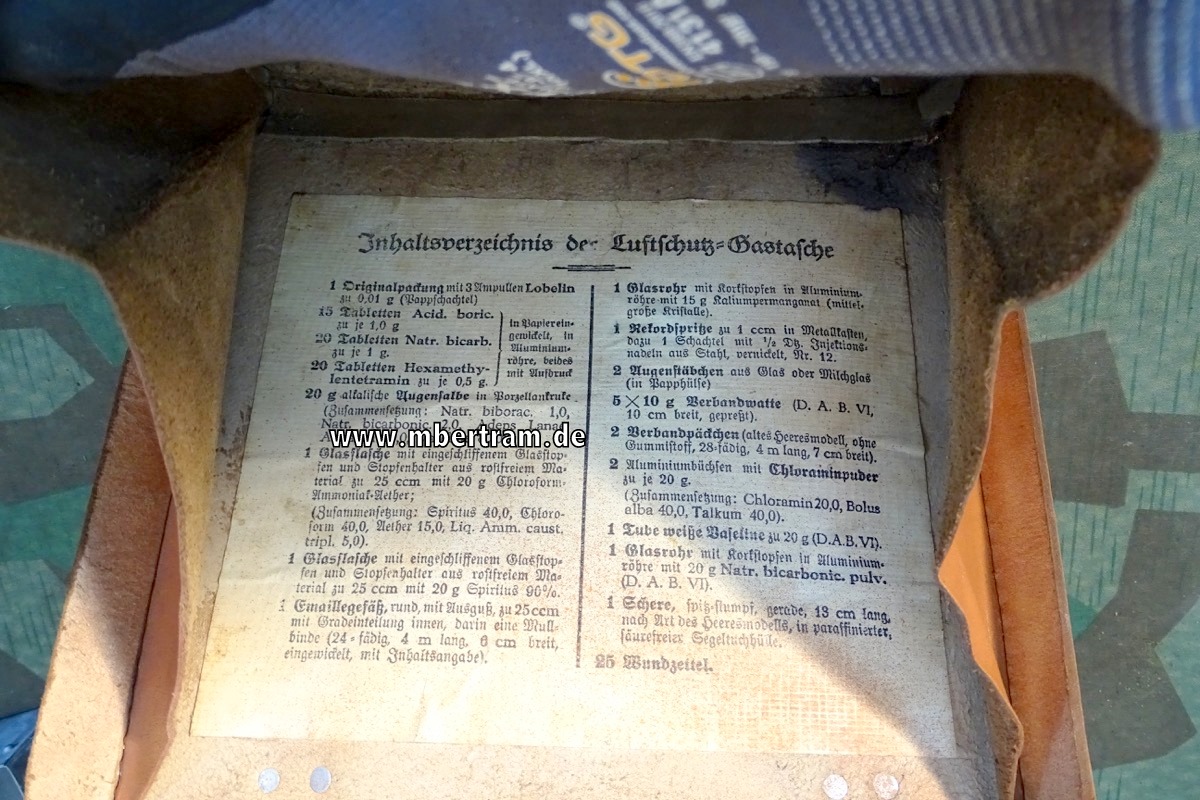 Inhaltsverzeichnis der Luftschutz=Gastasche
1 Originalpackung mit 3 Ampullen Lobelin
zu 0,01 g (Pappschachtel)
15 Tabletten Acid. boric.
zu je 1,0 g
20 Tabletten Natr. bicarb.
zu je 1 g.
20 Tabletten Hexamethy-
lentetramin zu je 0,5 g.
in Papierein-
gewickelt, in
Aluminium-
röhre, beides
mit Aufdruck
20 g alkalische Augensalbe in Porzellankruke
(Zusammensetzung: Natr. biborac. 1,0,
Natr. bicarbonic. 2,0, Adeps Lanae
www.mbertram.de
1 Glasflasche mit eingeschliffenem Glasstop-
fen und Stopfenhalter aus rostfreiem Ma-
terial zu 25 ccm mit 20 g Chloroform-
Ammoniak-Aether;
(Zusammensetzung: Spiritus 40,0, Chloro-
form 40,0, Aether 15,0, Liq. Amm. caust.
tripl. 5,0).
1 Glasflasche mit eingeschliffenem Glasstop-
fen und Stopfenhalter aus rostfreiem Ma-
terial zu 25 ccm mit 20 g Spiritus 90%.
1 Emaillegefäß, rund, mit Ausguß, zu 25 ccm
mit Gradeinteilung innen, darin eine Mull-
binde (24=fädig, 4 m lang, 6 cm breit,
eingewickelt, mit Inhaltsangabe).
1 Glasrohr mit Korkstopfen in Aluminium-
röhre mit 15 g Kaliumpermanganat (mittel-
große Kristalle).
1 Rekordspritze zu 1 ccm in Metallkasten,
dazu 1 Schachtel mit 1/2 Dtz. Injektions-
nadeln aus Stahl, vernickelt, Nr. 12.
2 Augenstäbchen aus Glas oder Milchglas
(in Papphülse)
5 × 10 g Verbandwatte (D. A. B. VI,
10 cm breit, gepreßt).
2 Verbandpäckchen (altes Heeresmodell, ohne
Gummistoff, 28-fädig, 4 m lang, 7 cm breit).
2 Aluminiumbüchsen mit Chloraminpuder
zu je 20 g.
(Zusammensetzung: Chloramin 20,0, Bolus
alba 40,0, Talkum 40,0).
1 Tube weiße Vaseline zu 20 g (D.A.B.VI).
1 Glasrohr mit Korkstopfen in Aluminium-
röhre mit 20 g Natr. bicarbonic. pulv.
(D. A. B. VI).
1 Schere, spitz-stumpf, gerade, 13 cm lang,
nach Art des Heeresmodells, in paraffinierter,
säurefreier Segeltuchhülle.
25 Wundzettel.